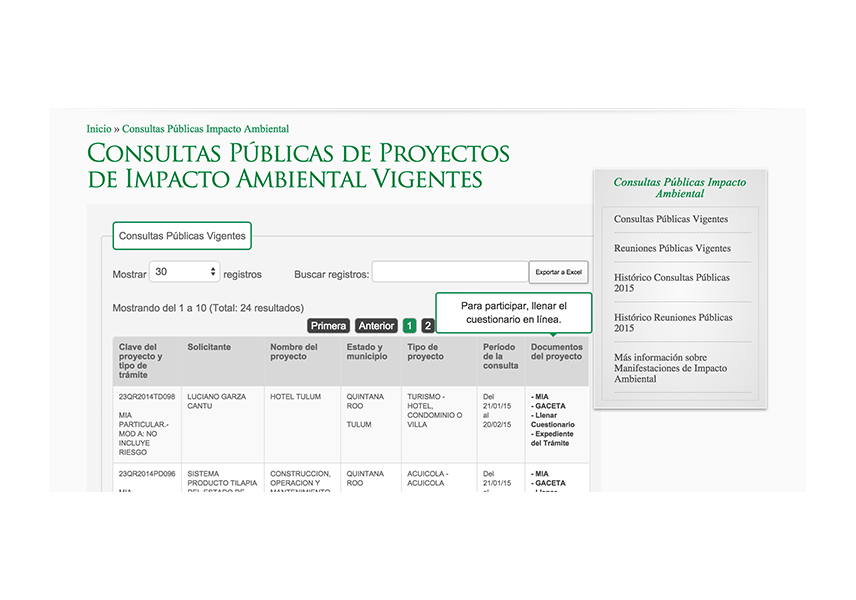 Inicio » Consultas Públicas Impacto Ambiental
Consultas Públicas de Proyectos
de Impacto Ambiental Vigentes
Consultas Públicas Vigentes
Mostrar 30 registros Buscar registros: Exportar a Excel
Mostrando del 1 a 10 (Total: 24 resultados)
Para participar, llenar el
cuestionario en línea.
Primera Anterior 1 2
Clave del
proyecto y
tipo de
trámite
Solicitante
Nombre del
proyecto
Estado y
municipio
Tipo de
proyecto
Período
de la
consulta
Documentos
del proyecto
23QR2014TD098
MIA
PARTICULAR.-
MOD A: NO
INCLUYE
RIESGO
LUCIANO GARZA
CANTU
HOTEL TULUM
QUINTANA
ROO
TULUM
TURISMO -
HOTEL,
CONDOMINIO O
VILLA
Del
21/01/15
al
20/02/15
- MIA
- GACETA
- Llenar
Cuestionario
- Expediente
del Trámite
23QR2014PD096
MIA
SISTEMA
PRODUCTO TILAPIA
DEL ESTADO DE
CONSTRUCCION,
OPERACION Y
MANTENIMIENTO
QUINTANA
ROO
ACUICOLA -
ACUICOLA
Del
21/01/15
al
- MIA
- GACETA
- Llenar
Consultas Públicas Impacto
Ambiental
Consultas Públicas Vigentes
Reuniones Públicas Vigentes
Histórico Consultas Públicas
2015
Histórico Reuniones Públicas
2015
Más información sobre
Manifestaciones de Impacto
Ambiental